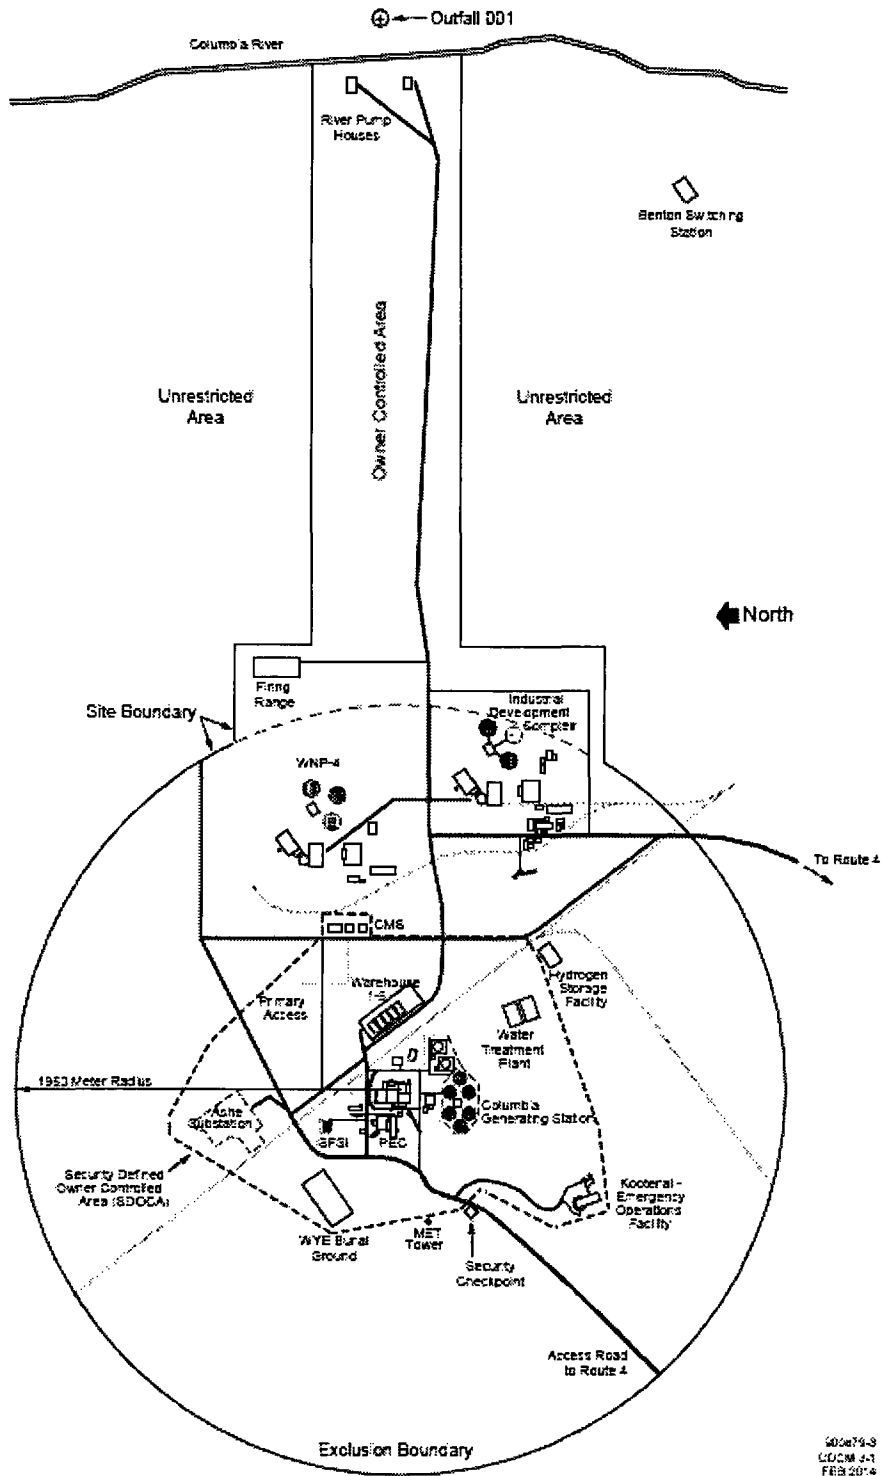 Outfall 001
Columbia River
River Pump
Houses
Benton Switching
Station
Owner Controlled Area
Unrestricted
Area
Unrestricted
Area
North
Firing
Range
Industrial
Development
Complex
Site Boundary
WNP-4
To Route 4
CMS
Hydrogen
Storage
Facility
Warehouse
Primary
Access
Water
Treatment
Plant
Meter Radius
Ashe
Substation
Columbia
Generating Station
PEC
Security Defined
Owner Controlled
Area (SDOCA)
Kootenai -
Emergency
Operations
Facility
WYE Burial
Ground
MET
Tower
Security
Checkpoint
Access Road
to Route 4
Exclusion Boundary
FEB 2014